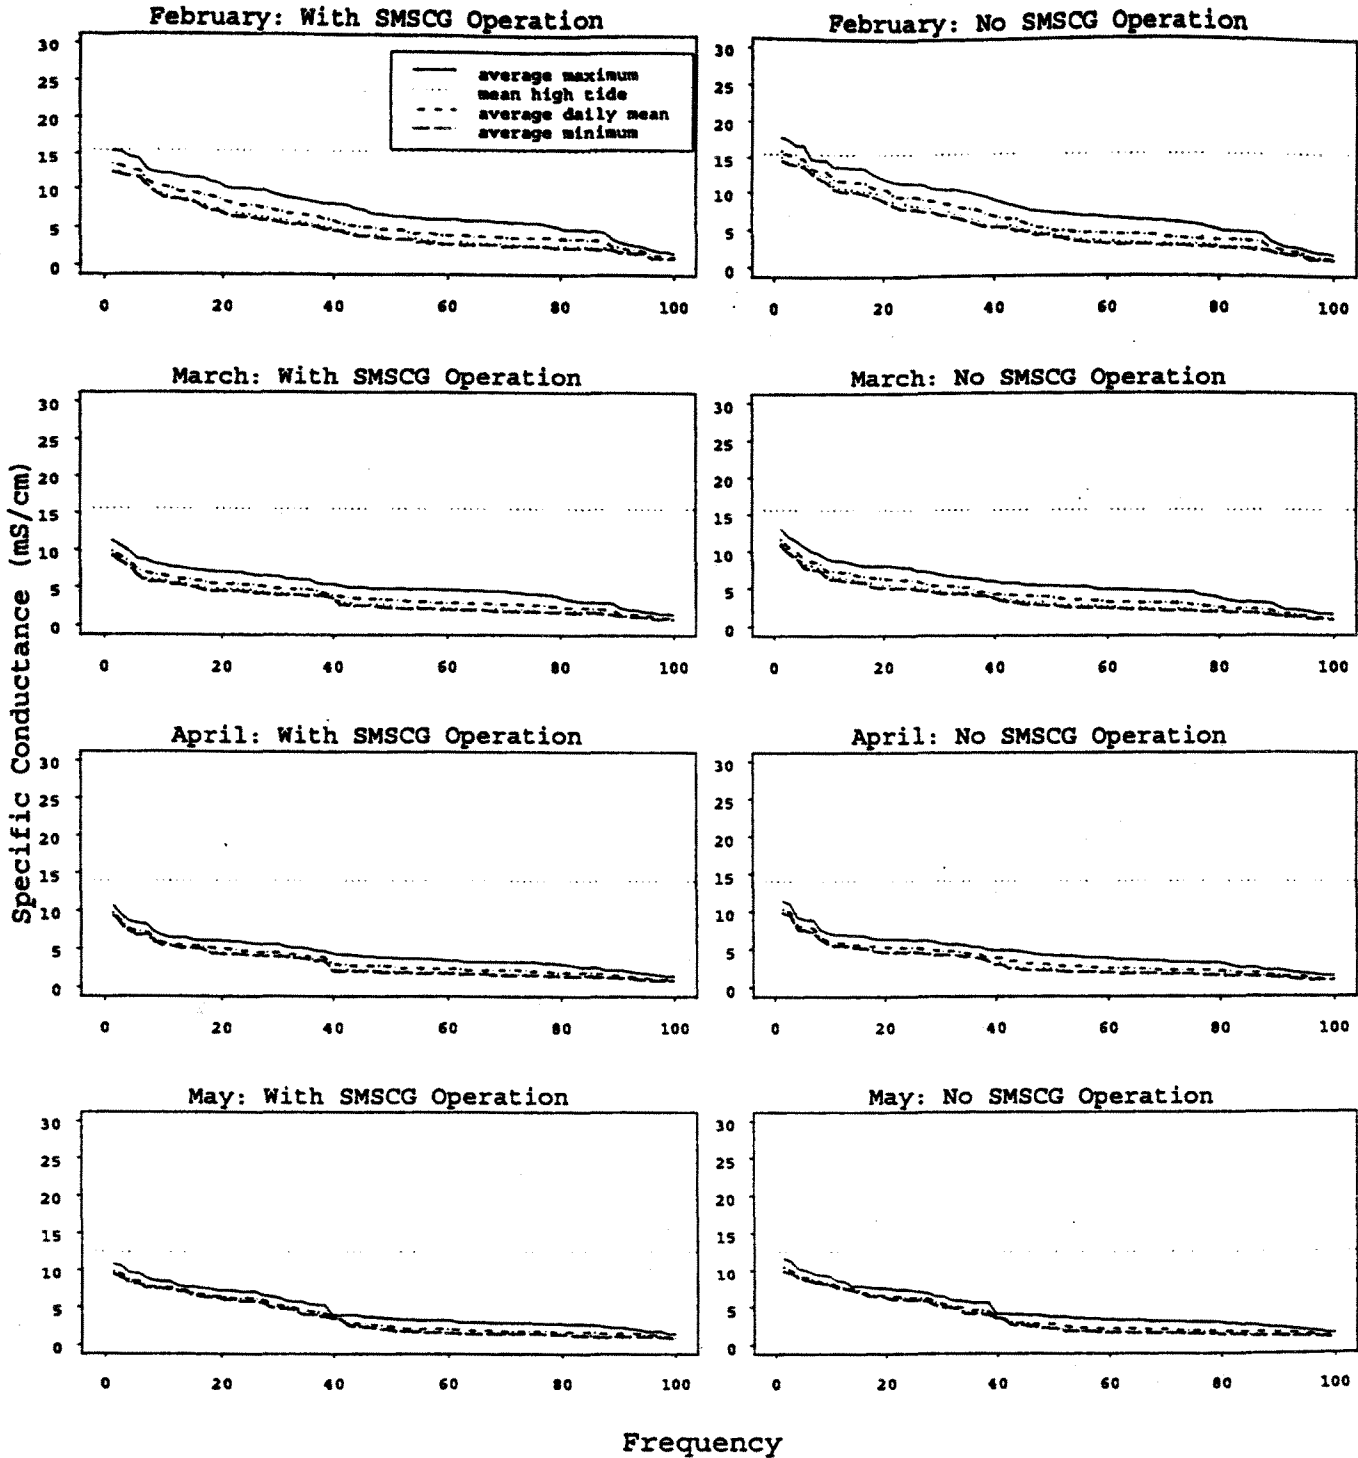 February: With SMSCG Operation
30
25
20
15
10
5
0
average maximum
mean high tide
average daily mean
average minimum
0 20 40 60 80 100
February: No SMSCG Operation
30
25
20
15
10
5
0
0 20 40 60 80 100
March: With SMSCG Operation
30
25
20
15
10
5
0
0 20 40 60 80 100
March: No SMSCG Operation
30
25
20
15
10
5
0
0 20 40 60 80 100
Specific Conductance (mS/cm)
April: With SMSCG Operation
30
25
20
15
10
5
0
0 20 40 60 80 100
April: No SMSCG Operation
30
25
20
15
10
5
0
0 20 40 60 80 100
May: With SMSCG Operation
30
25
20
15
10
5
0
0 20 40 60 80 100
May: No SMSCG Operation
30
25
20
15
10
5
0
0 20 40 60 80 100
Frequency